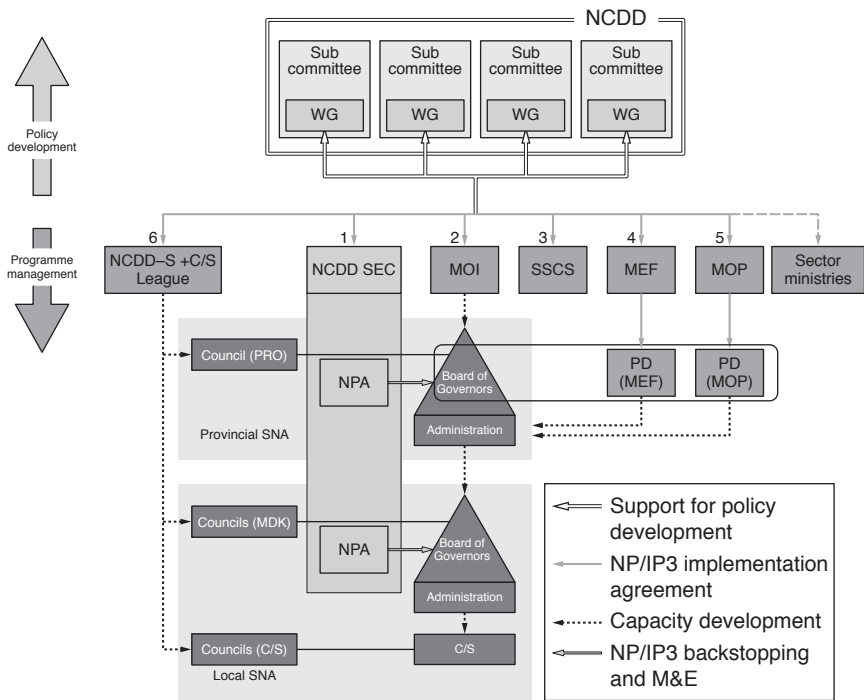 NCDD
Sub
committee
WG
Sub
committee
WG
Sub
committee
WG
Sub
committee
WG
Policy
development
Programme
management
6
NCDD–S +C/S
League
1
NCDD SEC
2
MOI
3
SSCS
4
MEF
5
MOP
Sector
ministries
Council (PRO)
NPA
Board of
Governors
Administration
PD
(MEF)
PD
(MOP)
Provincial SNA
Councils (MDK)
NPA
Board of
Governors
Administration
Councils (C/S)
C/S
Local SNA
Support for policy
development
NP/IP3 implementation
agreement
Capacity development
NP/IP3 backstopping
and M&E